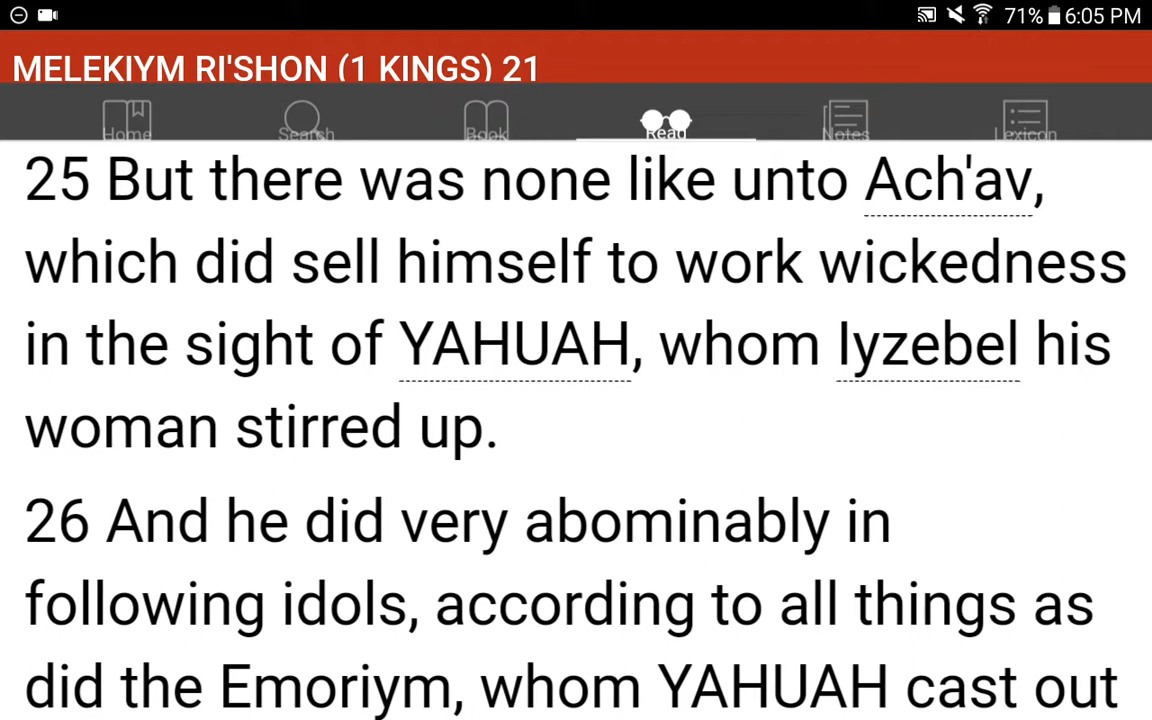 71% 6:05 PM
MELEKIYM RI'SHON (1 KINGS) 21
Home Search Book Read Notes Lexicon
25 But there was none like unto Ach'av,
which did sell himself to work wickedness
in the sight of YAHUAH, whom Iyzebel his
woman stirred up.
26 And he did very abominably in
following idols, according to all things as
did the Emoriym, whom YAHUAH cast out